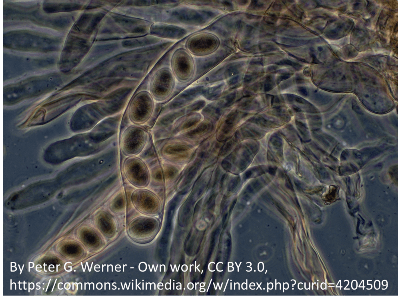 By Peter G. Werner - Own work, CC BY 3.0,
https://commons.wikimedia.org/w/index.php?curid=4204509